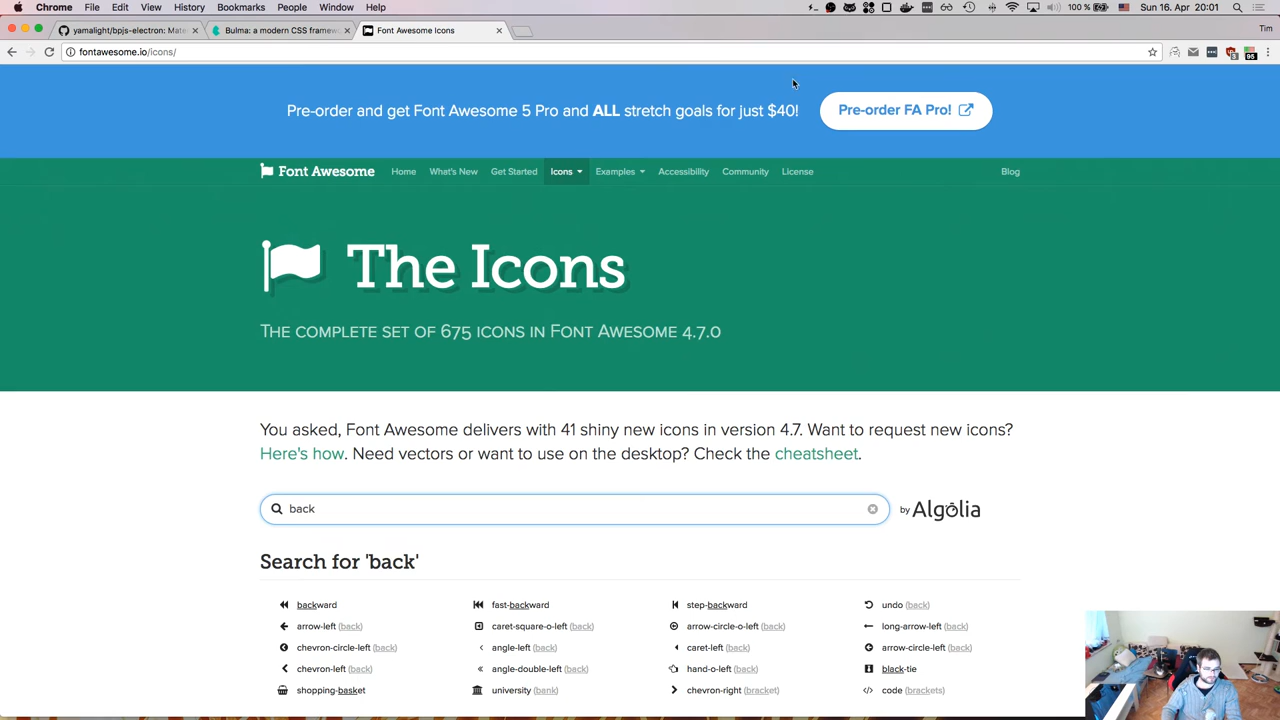 Chrome File Edit View History Bookmarks People Window Help 100 % Sun 16. Apr 20:01
yamalight/bpjs-electron: Mate
Bulma: a modern CSS framew
Font Awesome Icons
Tim
fontawesome.io/icons/
Pre-order and get Font Awesome 5 Pro and ALL stretch goals for just $40!
Pre-order FA Pro!
Font Awesome Home What's New Get Started Icons Examples Accessibility Community License Blog
The Icons
The complete set of 675 icons in Font Awesome 4.7.0
You asked, Font Awesome delivers with 41 shiny new icons in version 4.7. Want to request new icons?
Here's how. Need vectors or want to use on the desktop? Check the cheatsheet.
back
by Algolia
Search for 'back'
backward fast-backward step-backward undo (back)
arrow-left (back) caret-square-o-left (back) arrow-circle-o-left (back) long-arrow-left (back)
chevron-circle-left (back) angle-left (back) caret-left (back) arrow-circle-left (back)
chevron-left (back) angle-double-left (back) hand-o-left (back) black-tie
shopping-basket university (bank) chevron-right (bracket) code (brackets)